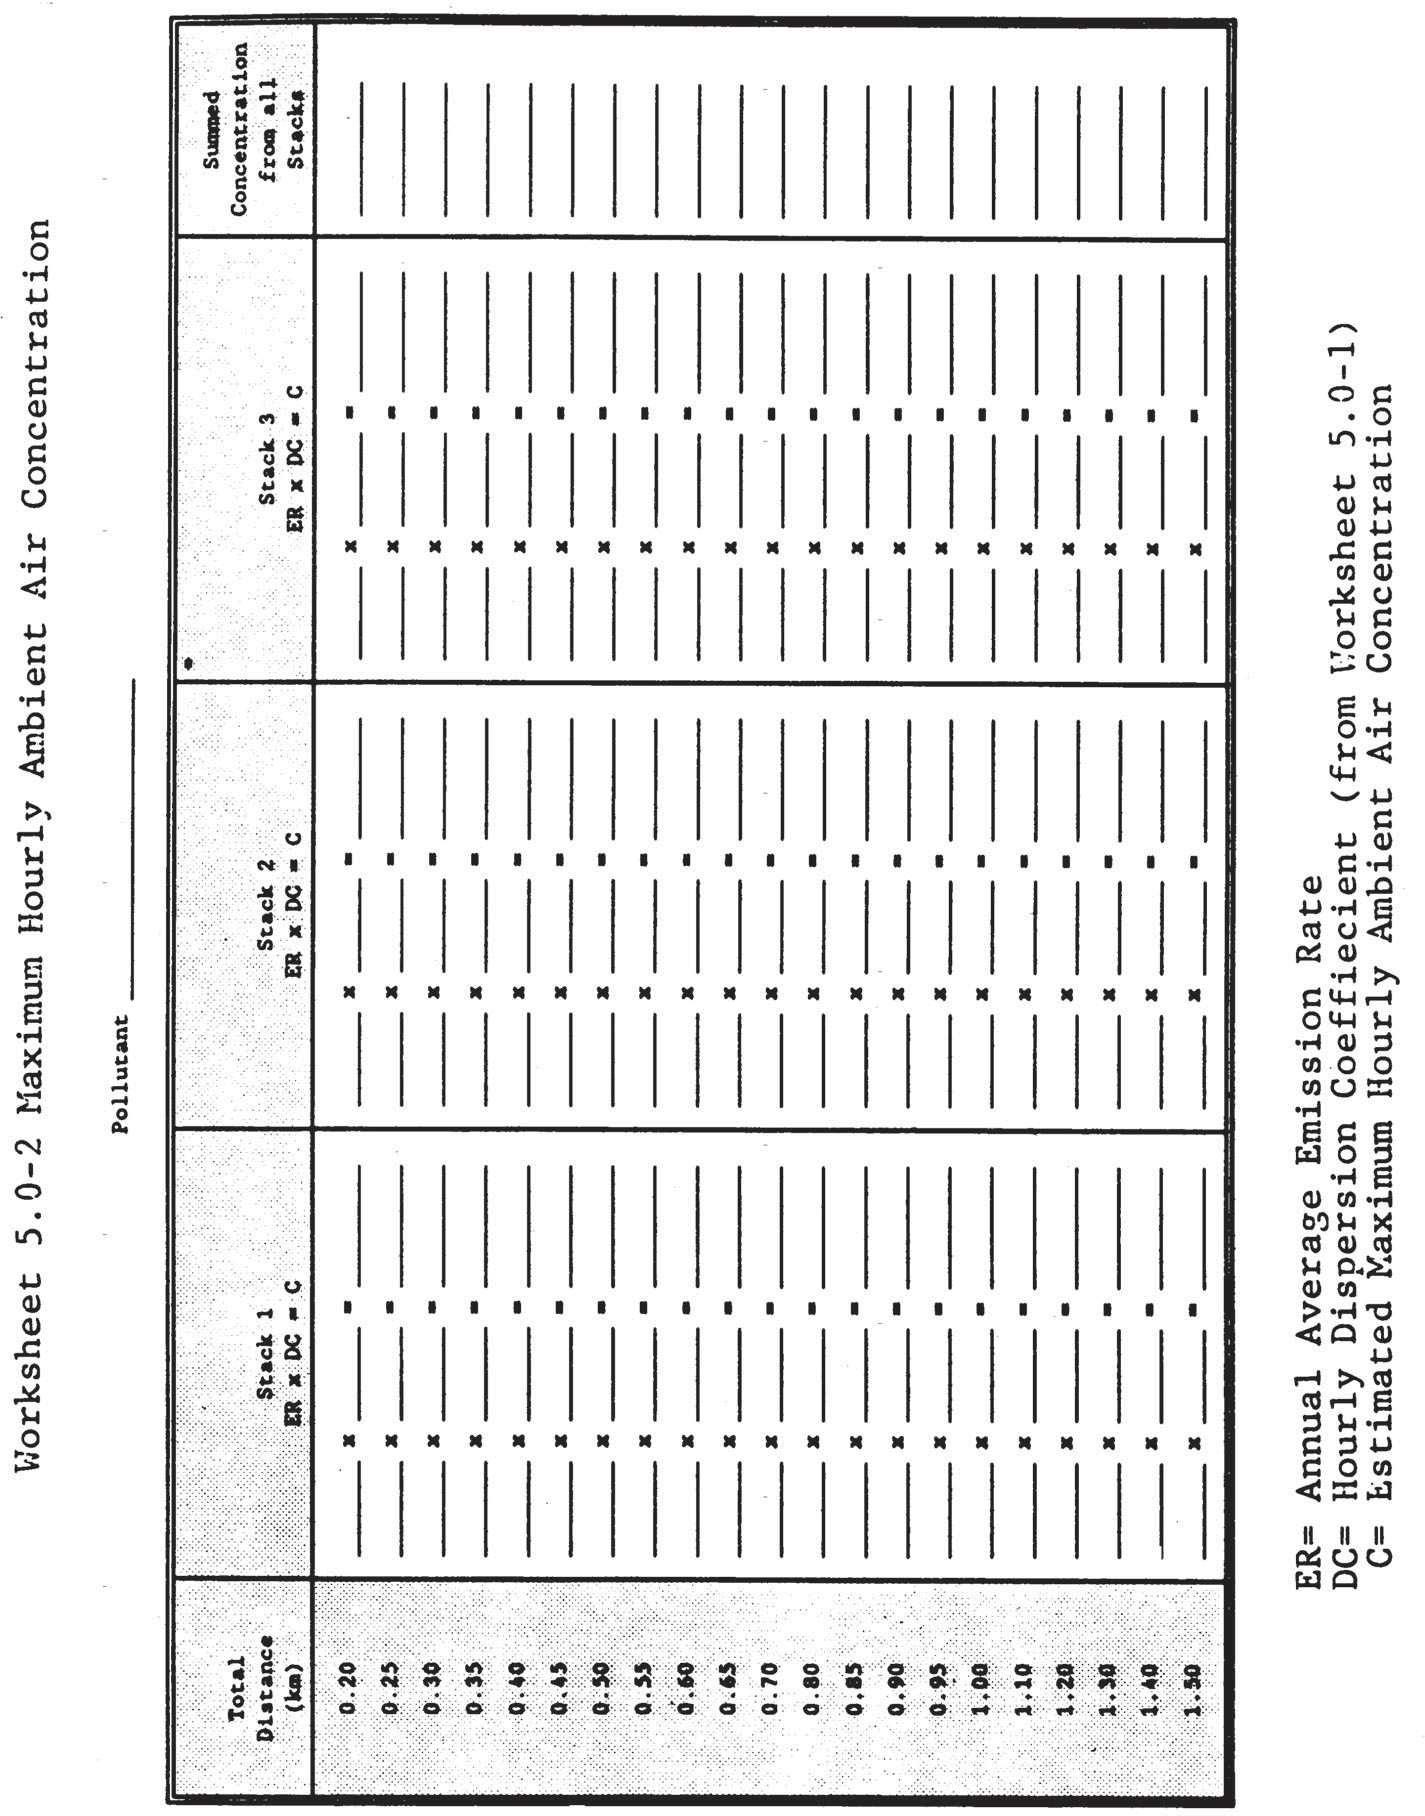 Worksheet 5.0-2 Maximum Hourly Ambient Air Concentration
Pollutant
Total
Distance
(km)
Stack 1
ER x DC = C
Stack 2
ER x DC = C
Stack 3
ER x DC = C
Summed
Concentration
from all
Stacks
0.20 x = x = x =
0.25 x = x = x =
0.30 x = x = x =
0.35 x = x = x =
0.40 x = x = x =
0.45 x = x = x =
0.50 x = x = x =
0.55 x = x = x =
0.60 x = x = x =
0.65 x = x = x =
0.70 x = x = x =
0.80 x = x = x =
0.85 x = x = x =
0.90 x = x = x =
0.95 x = x = x =
1.00 x = x = x =
1.10 x = x = x =
1.20 x = x = x =
1.30 x = x = x =
1.40 x = x = x =
1.50 x = x = x =
ER= Annual Average Emission Rate
DC= Hourly Dispersion Coeffiecient (from Worksheet 5.0-1)
C= Estimated Maximum Hourly Ambient Air Concentration